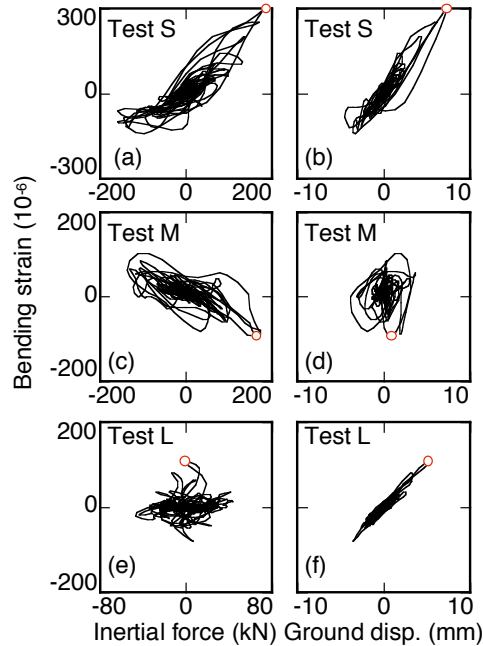 Bending strain (10-6)
300
0
-300
Test S
(a)
-200 0 200
Test S
(b)
-10 0 10
200
0
-200
Test M
(c)
-200 0 200
Test M
(d)
-10 0 10
200
0
-200
Test L
(e)
-80 0 80
Test L
(f)
-10 0 10
Inertial force (kN) Ground disp. (mm)